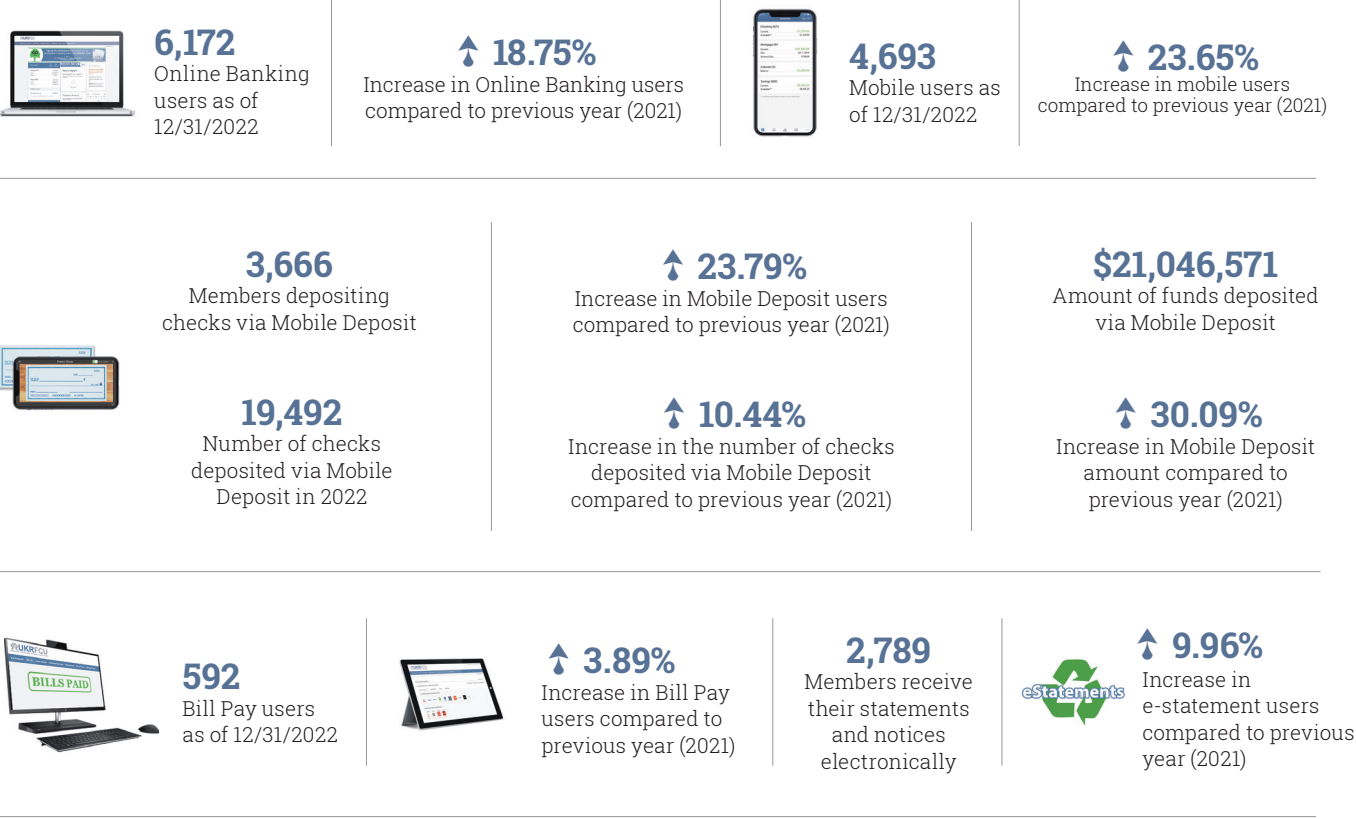 6,172
Online Banking
users as of
12/31/2022
18.75%
Increase in Online Banking users
compared to previous year (2021)
4,693
Mobile users as
of 12/31/2022
23.65%
Increase in mobile users
compared to previous year (2021)
3,666
Members depositing
checks via Mobile Deposit
19,492
Number of checks
deposited via Mobile
Deposit in 2022
23.79%
Increase in Mobile Deposit users
compared to previous year (2021)
10.44%
Increase in the number of checks
deposited via Mobile Deposit
compared to previous year (2021)
$21,046,571
Amount of funds deposited
via Mobile Deposit
30.09%
Increase in Mobile Deposit
amount compared to
previous year (2021)
UKRFCU
BILLS PAID
592
Bill Pay users
as of 12/31/2022
3.89%
Increase in Bill Pay
users compared to
previous year (2021)
2,789
Members receive
their statements
and notices
electronically
eStatements
9.96%
Increase in
e-statement users
compared to previous
year (2021)